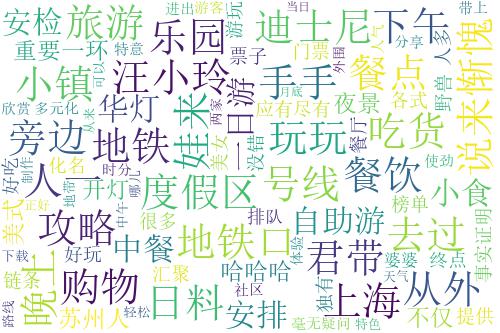 安检 旅游 乐园 进出 游客 游玩 迪士尼 下午 当日 带上
重要一环 特意 票子 门票 外围 人气 分享 人多
小镇 汪小玲 手手 餐点 说来惭愧
可以 月底 野兽
欣赏 多元化 华灯 娃来 一日游 两家 应有尽有 夜景 各式
从来 旁边 地铁 美女 没错 玩玩 餐厅 吃货 使劲
好吃 制作 化名 时分
人一 开灯 哪儿 度假区 号线 餐饮 小食
美式 地带 正好 中午 很多 排队 自助游 榜单 事实证明
攻略 中餐 地铁口 体验 君带 去过
下载 链条 好玩 汇聚 哈哈哈 独有 婆婆 终点 天气
晚上 购物 日料 社区 上海 从外
路线 苏州人 轻松 安排 毫无疑问 特色 不仅 提供